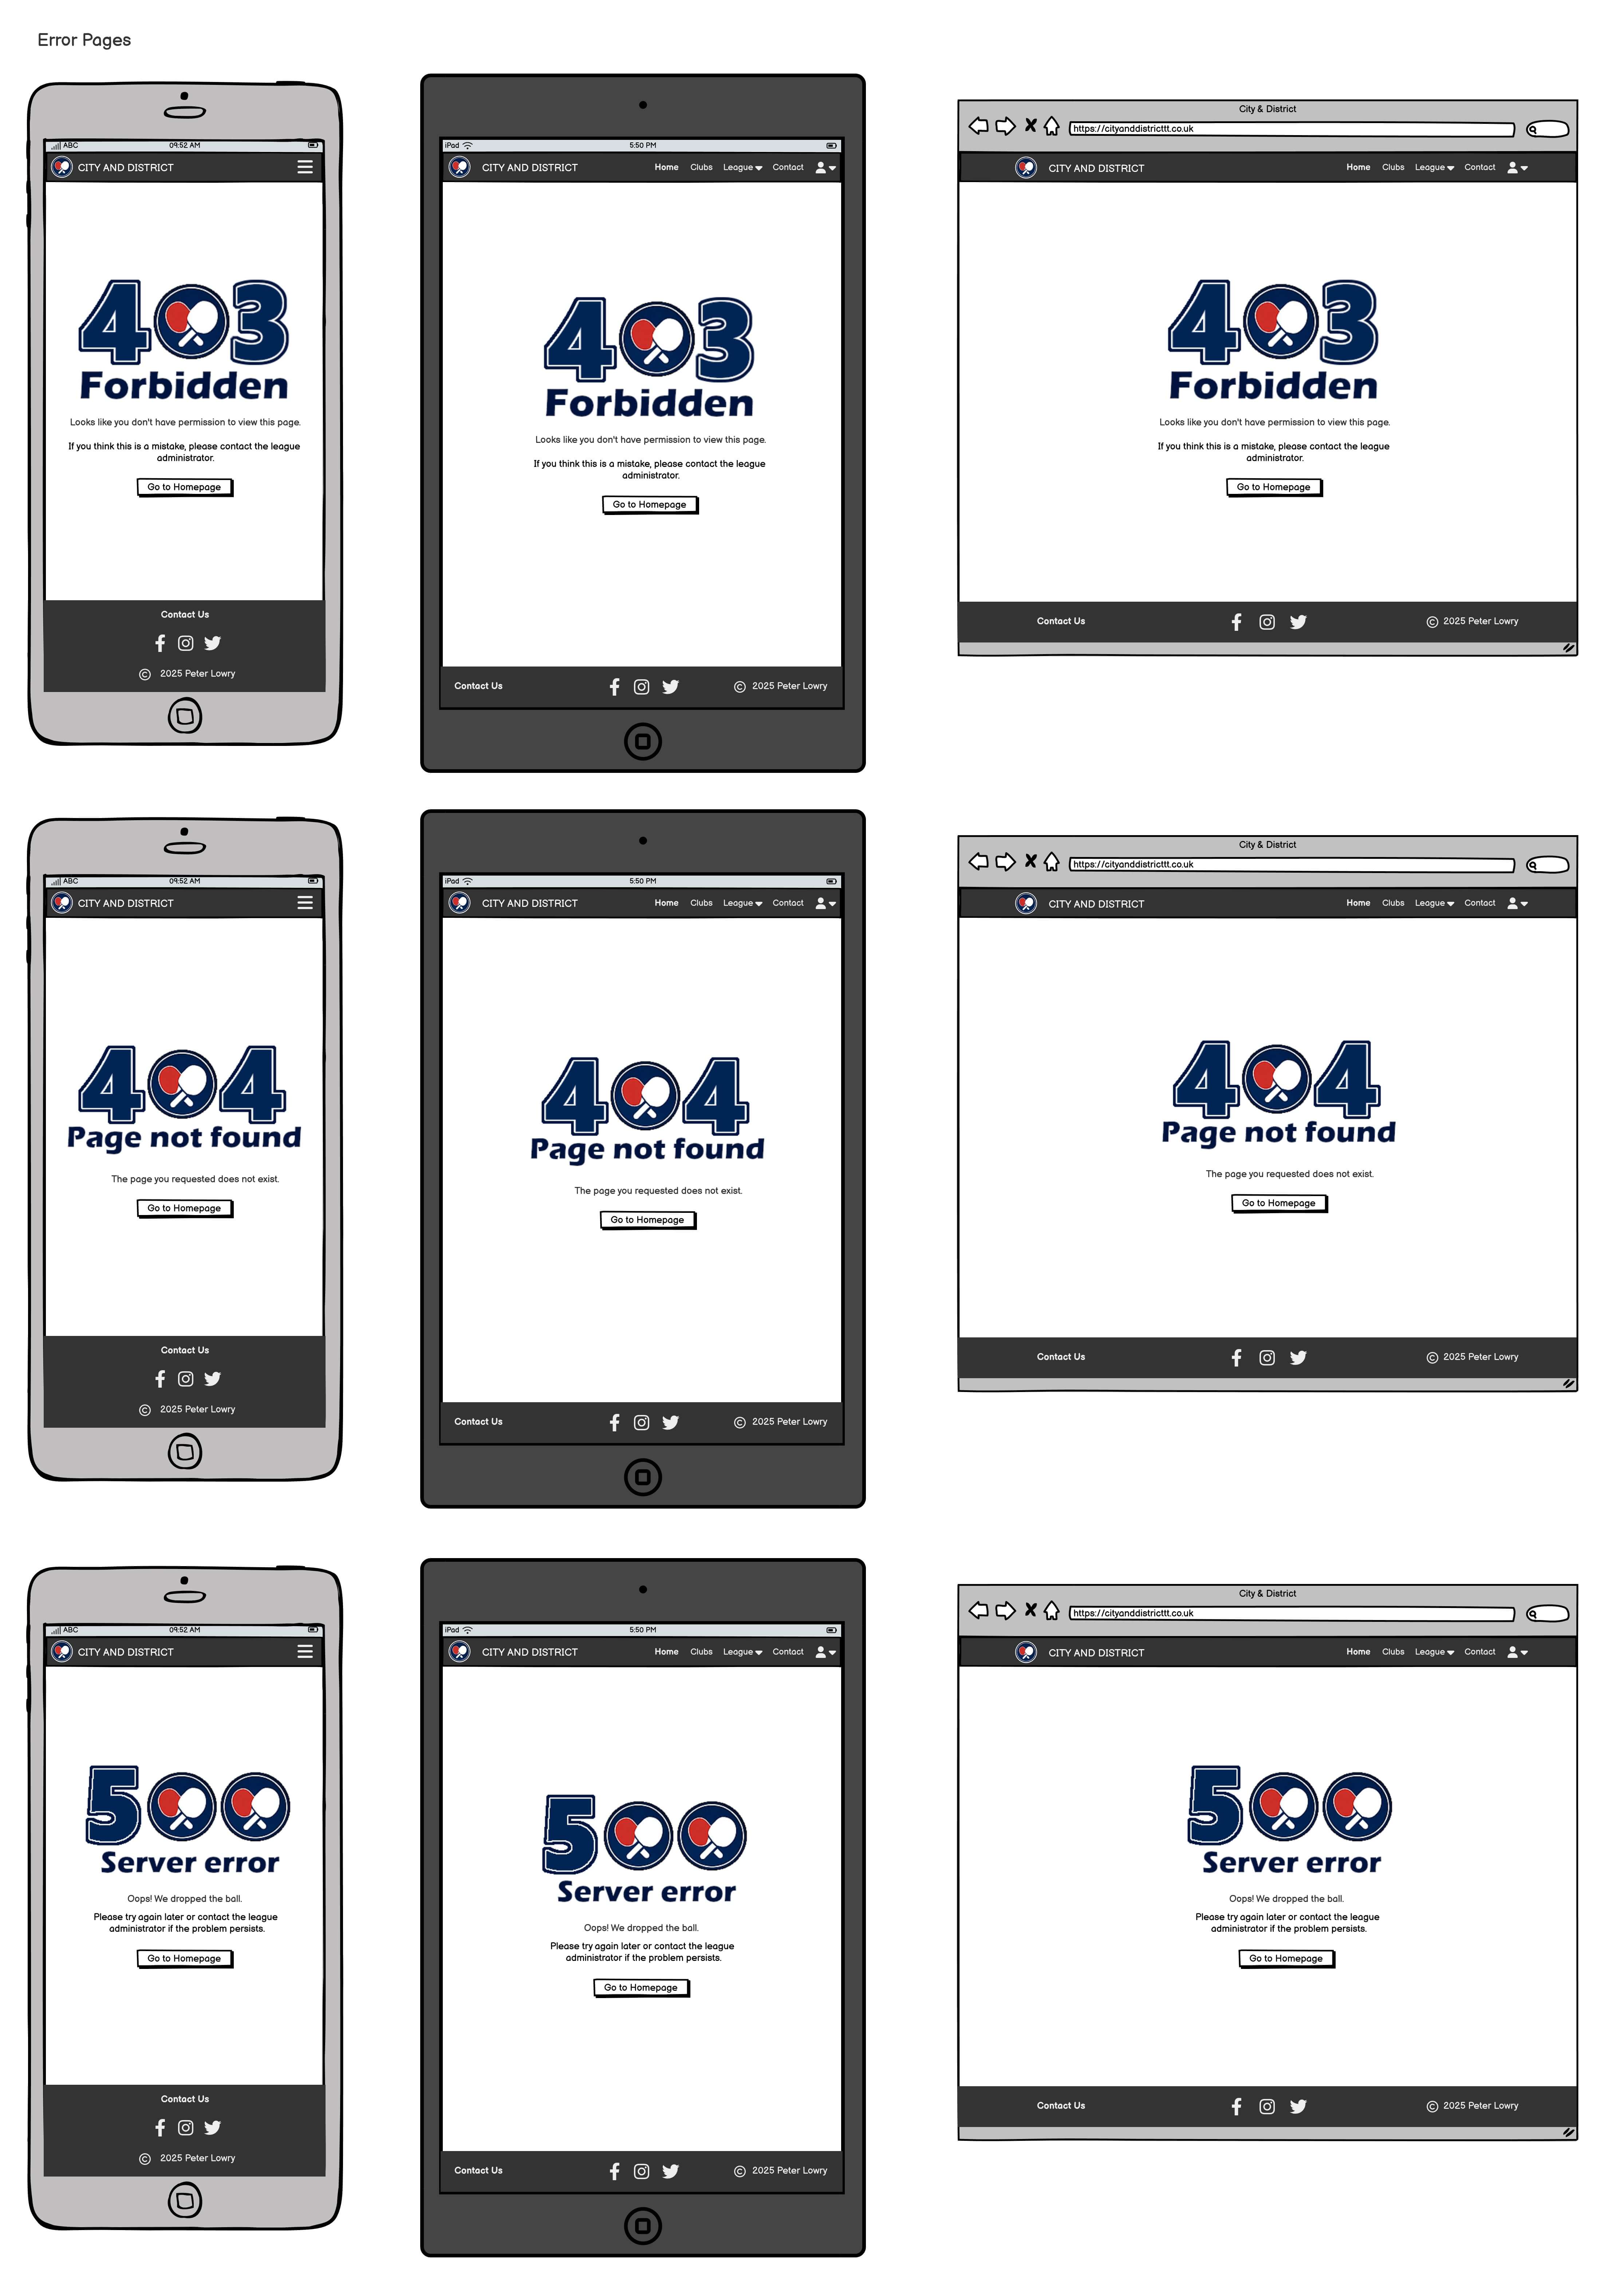 Error Pages
ABC 09:52 AM
CITY AND DISTRICT
403
Forbidden
Looks like you don't have permission to view this page.
If you think this is a mistake, please contact the league
administrator.
Go to Homepage
Contact Us
© 2025 Peter Lowry
iPad 5:50 PM
CITY AND DISTRICT Home Clubs League Contact
403
Forbidden
Looks like you don't have permission to view this page.
If you think this is a mistake, please contact the league
administrator.
Go to Homepage
Contact Us © 2025 Peter Lowry
City & District
https://cityanddistricttt.co.uk
CITY AND DISTRICT Home Clubs League Contact
403
Forbidden
Looks like you don't have permission to view this page.
If you think this is a mistake, please contact the league
administrator.
Go to Homepage
Contact Us © 2025 Peter Lowry
ABC 09:52 AM
CITY AND DISTRICT
404
Page not found
The page you requested does not exist.
Go to Homepage
Contact Us
© 2025 Peter Lowry
iPad 5:50 PM
CITY AND DISTRICT Home Clubs League Contact
404
Page not found
The page you requested does not exist.
Go to Homepage
Contact Us © 2025 Peter Lowry
City & District
https://cityanddistricttt.co.uk
CITY AND DISTRICT Home Clubs League Contact
404
Page not found
The page you requested does not exist.
Go to Homepage
Contact Us © 2025 Peter Lowry
ABC 09:52 AM
CITY AND DISTRICT
500
Server error
Oops! We dropped the ball.
Please try again later or contact the league
administrator if the problem persists.
Go to Homepage
Contact Us
© 2025 Peter Lowry
iPad 5:50 PM
CITY AND DISTRICT Home Clubs League Contact
500
Server error
Oops! We dropped the ball.
Please try again later or contact the league
administrator if the problem persists.
Go to Homepage
Contact Us © 2025 Peter Lowry
City & District
https://cityanddistricttt.co.uk
CITY AND DISTRICT Home Clubs League Contact
500
Server error
Oops! We dropped the ball.
Please try again later or contact the league
administrator if the problem persists.
Go to Homepage
Contact Us © 2025 Peter Lowry